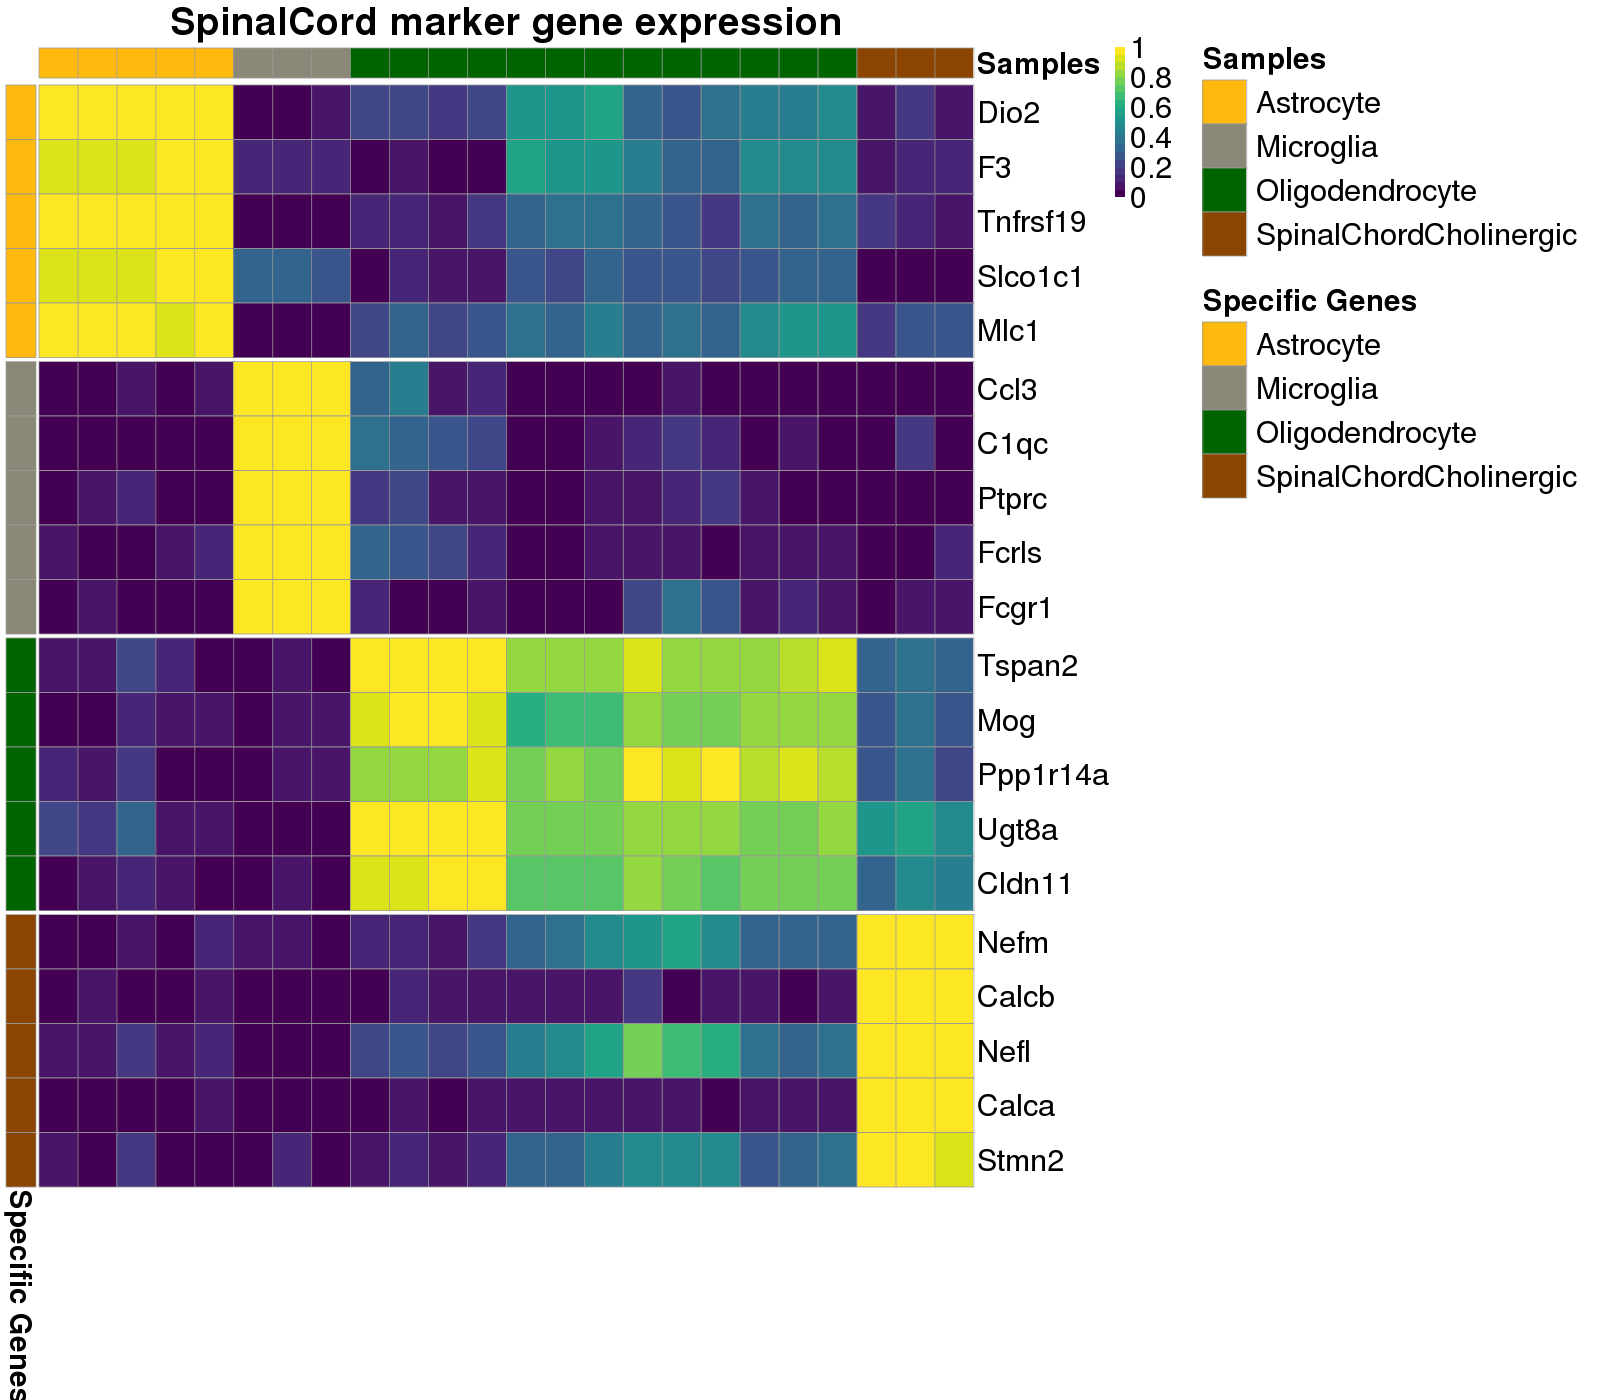 SpinalCord marker gene expression
Samples
1
0.8
0.6
0.4
0.2
0
Dio2
F3
Tnfrsf19
Slco1c1
Mlc1
Ccl3
C1qc
Ptprc
Fcrls
Fcgr1
Tspan2
Mog
Ppp1r14a
Ugt8a
Cldn11
Nefm
Calcb
Nefl
Calca
Stmn2
Specific Genes
Samples
Astrocyte
Microglia
Oligodendrocyte
SpinalChordCholinergic
Specific Genes
Astrocyte
Microglia
Oligodendrocyte
SpinalChordCholinergic